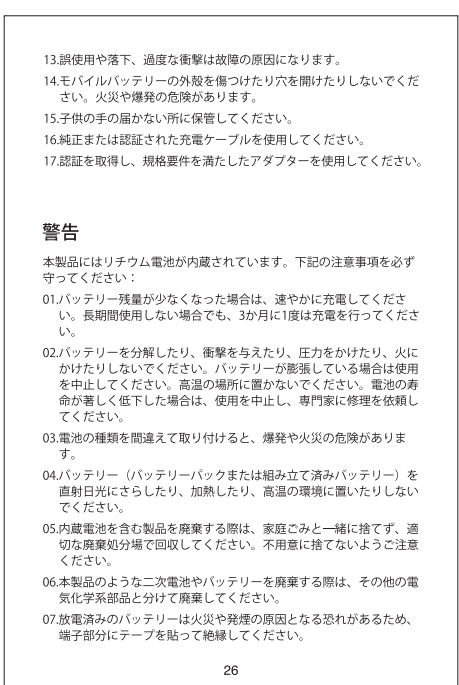 13.誤使用や落下、過度な衝撃は故障の原因になります。
14.モバイルバッテリーの外殻を傷つけたり穴を開けたりしないでくだ
さい。火災や爆発の危険があります。
15.子供の手の届かない所に保管してください。
16.純正または認証された充電ケーブルを使用してください。
17.認証を取得し、規格要件を満たしたアダプターを使用してください。
警告
本製品にはリチウム電池が内蔵されています。下記の注意事項を必ず
守ってください：
01.バッテリー残量が少なくなった場合は、速やかに充電してくださ
い。長期間使用しない場合でも、3か月に1度は充電を行ってくださ
い。
02.バッテリーを分解したり、衝撃を与えたり、圧力をかけたり、火に
かけたりしないでください。バッテリーが膨張している場合は使用
を中止してください。高温の場所に置かないでください。電池の寿
命が著しく低下した場合は、使用を中止し、専門家に修理を依頼し
てください。
03.電池の種類を間違えて取り付けると、爆発や火災の危険がありま
す。
04.バッテリー（バッテリーパックまたは組み立て済みバッテリー）を
直射日光にさらしたり、加熱したり、高温の環境に置いたりしない
でください。
05.内蔵電池を含む製品を廃棄する際は、家庭ごみと一緒に捨てず、適
切な廃棄処分場で回収してください。不用意に捨てないようご注意
ください。
06.本製品のような二次電池やバッテリーを廃棄する際は、その他の電
気化学系部品と分けて廃棄してください。
07.放電済みのバッテリーは火災や発煙の原因となる恐れがあるため、
端子部分にテープを貼って絶縁してください。
26